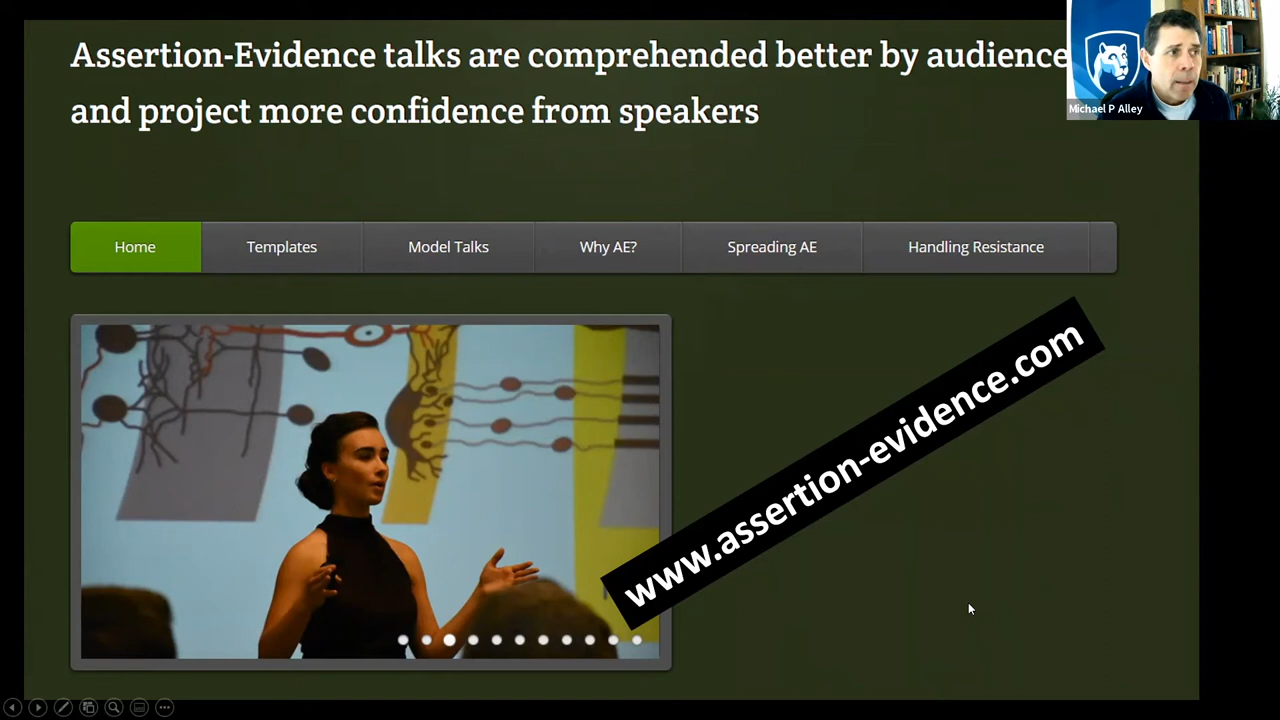 Assertion-Evidence talks are comprehended better by audience
and project more confidence from speakers
Michael P Alley
Home
Templates
Model Talks
Why AE?
Spreading AE
Handling Resistance
www.assertion-evidence.com